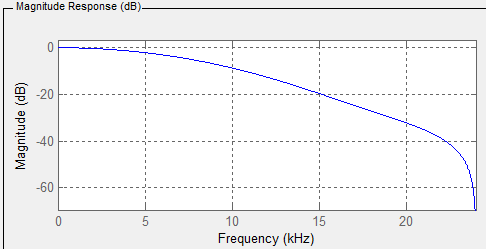 Magnitude Response (dB)
0
-20
-40
-60
Magnitude (dB)
0 5 10 15 20
Frequency (kHz)